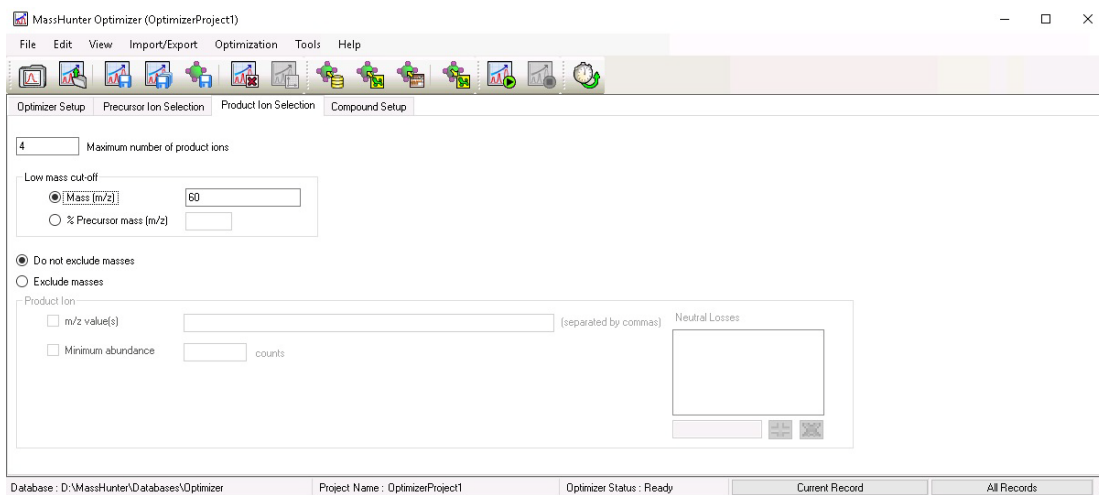 MassHunter Optimizer (OptimizerProject1)
File Edit View Import/Export Optimization Tools Help
Optimizer Setup Precursor Ion Selection Product Ion Selection Compound Setup
4 Maximum number of product ions
Low mass cut-off
Mass (m/z) 60
% Precursor mass (m/z)
Do not exclude masses
Exclude masses
Product Ion
m/z value(s) (separated by commas) Neutral Losses
Minimum abundance counts
Database : D:\MassHunter\Databases\Optimizer Project Name : OptimizerProject1 Optimizer Status : Ready Current Record All Records